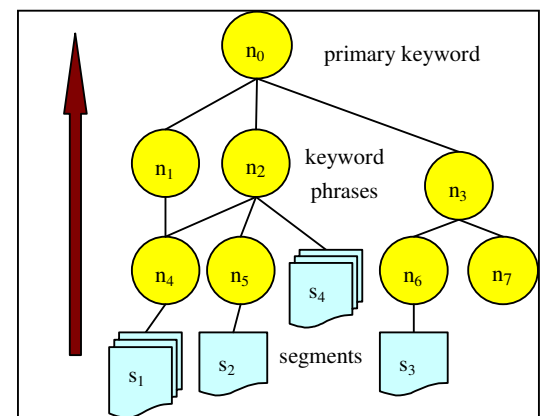 n₀
primary keyword
n₁
n₂
keyword
phrases
n₃
n₄
n₅
s₄
n₆
n₇
s₁
s₂
segments
s₃